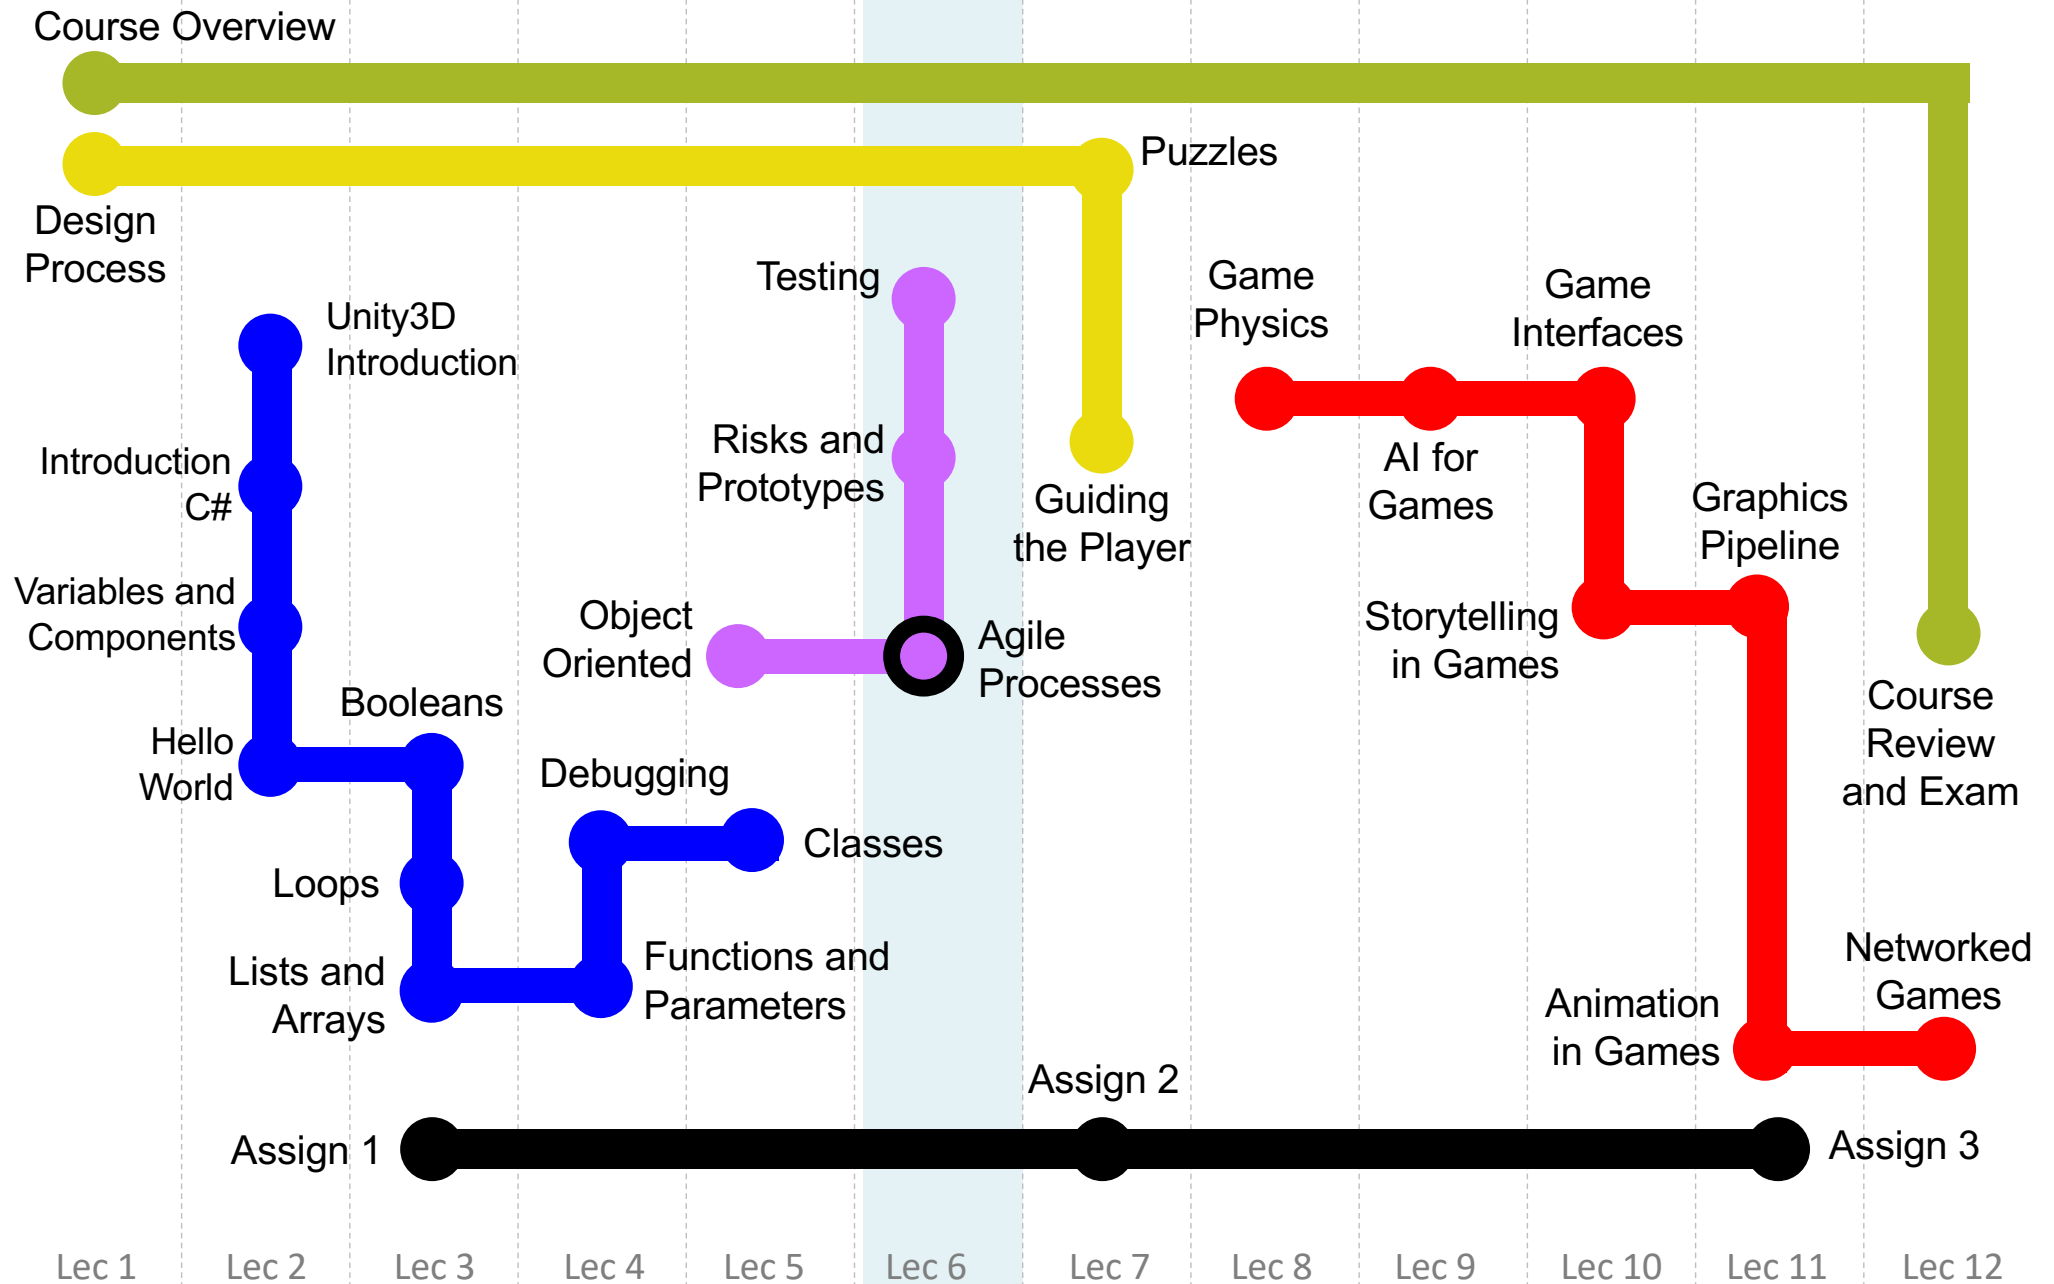 Course Overview
Design
Process
Puzzles
Unity3D
Introduction
Testing
Game
Physics
Game
Interfaces
Introduction
C#
Risks and
Prototypes
Guiding
the Player
AI for
Games
Graphics
Pipeline
Variables and
Components
Object
Oriented
Agile
Processes
Storytelling
in Games
Course
Review
and Exam
Hello
World
Booleans
Debugging
Classes
Loops
Lists and
Arrays
Functions and
Parameters
Animation
in Games
Networked
Games
Assign 1
Assign 2
Assign 3
Lec 1
Lec 2
Lec 3
Lec 4
Lec 5
Lec 6
Lec 7
Lec 8
Lec 9
Lec 10
Lec 11
Lec 12